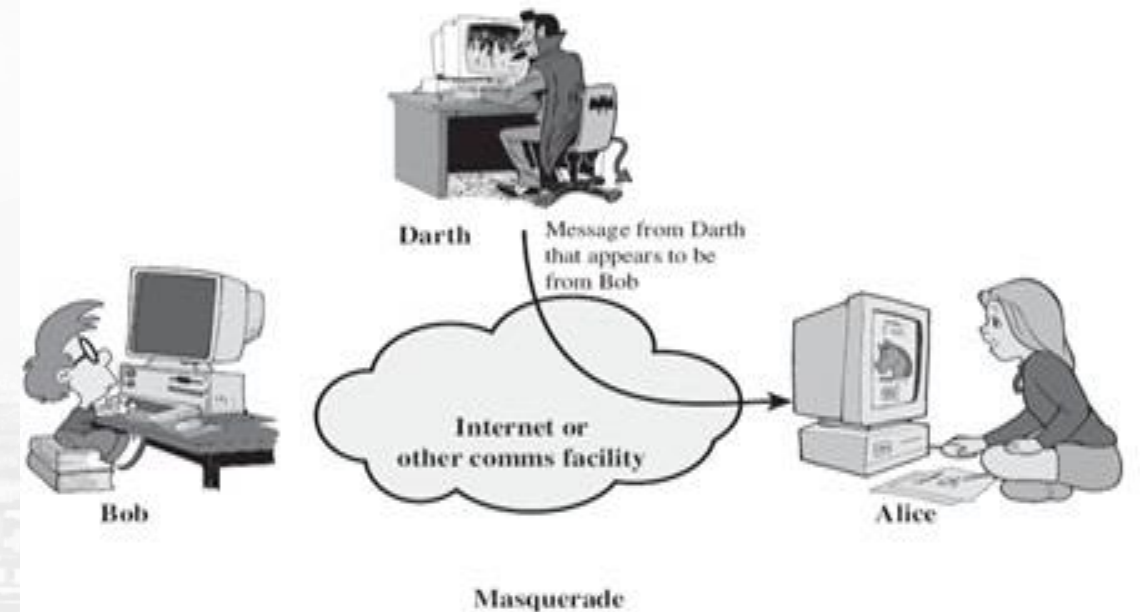 Darth
Message from Darth
that appears to be
from Bob
Internet or
other comms facility
Bob
Alice
Masquerade